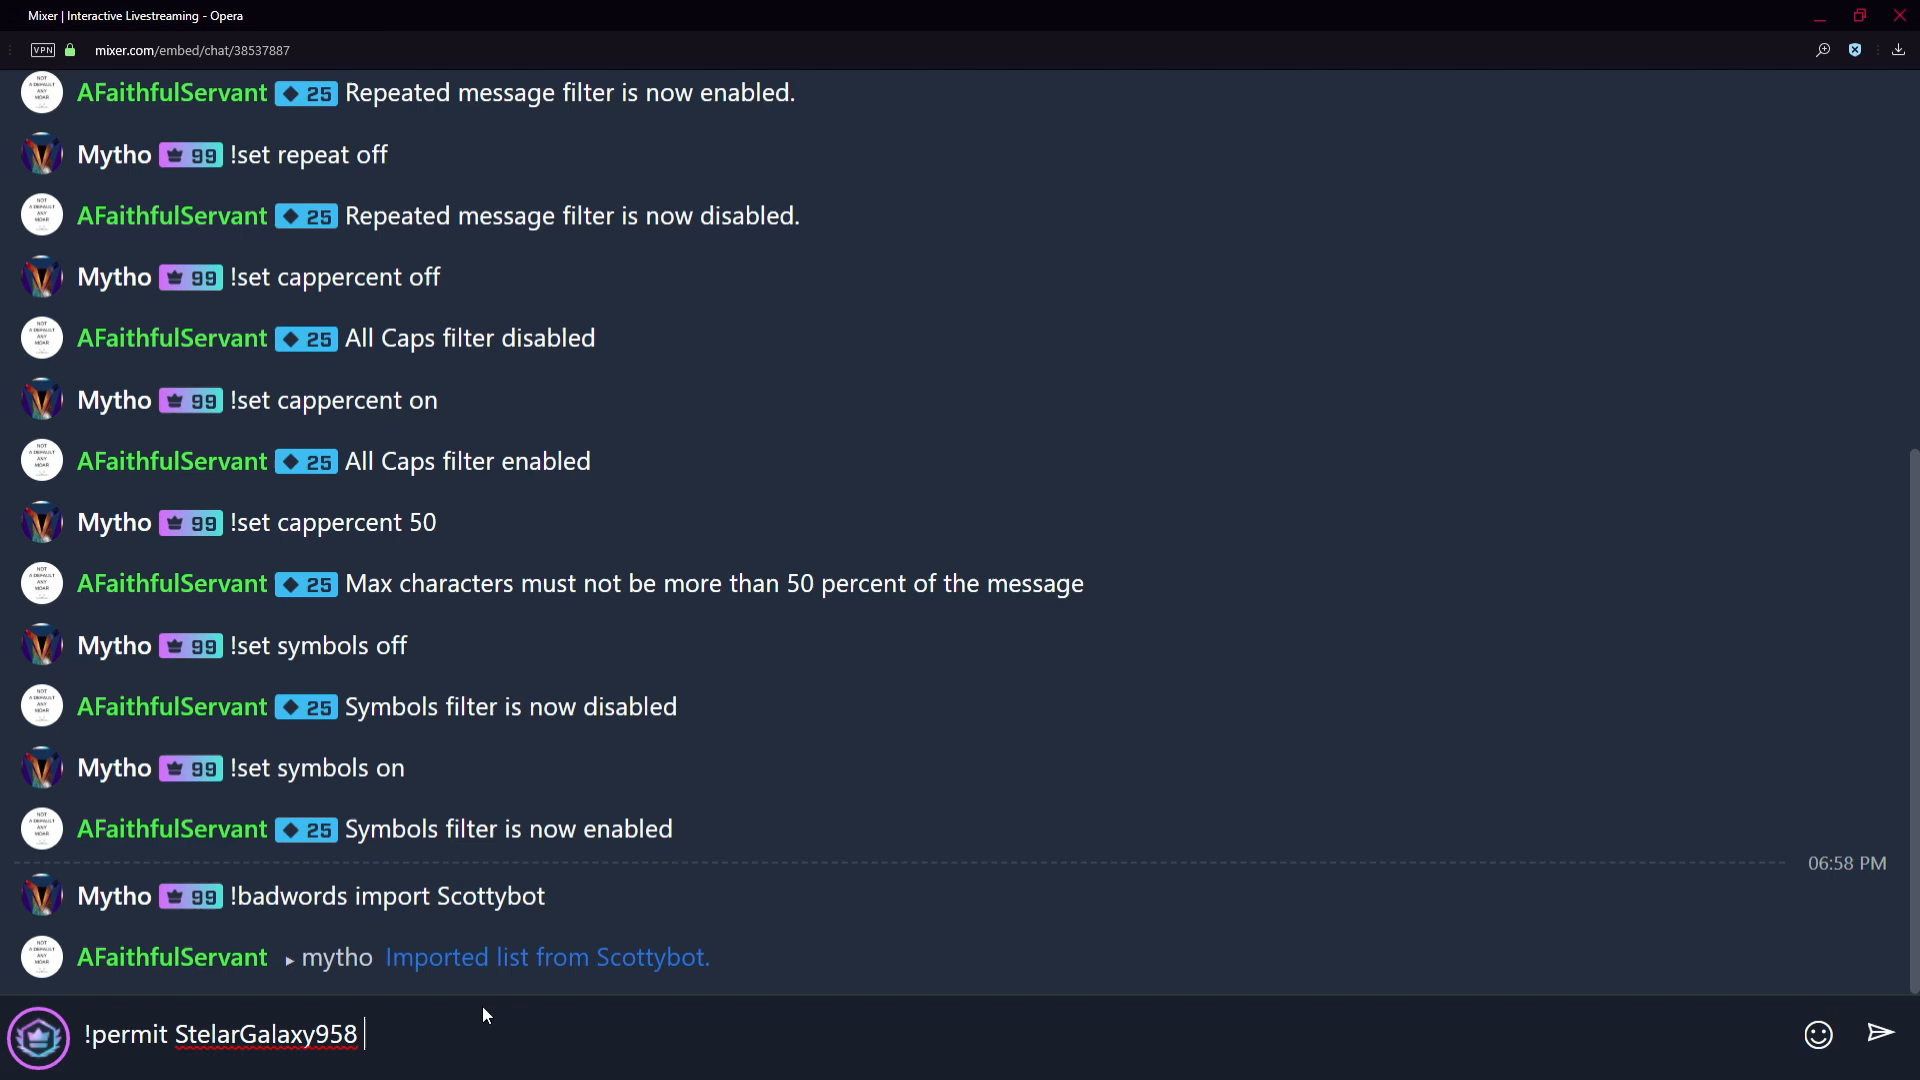 Mixer | Interactive Livestreaming - Opera
VPN mixer.com/embed/chat/38537887
AFaithfulServant 25 Repeated message filter is now enabled.
Mytho 99 !set repeat off
AFaithfulServant 25 Repeated message filter is now disabled.
Mytho 99 !set cappercent off
AFaithfulServant 25 All Caps filter disabled
Mytho 99 !set cappercent on
AFaithfulServant 25 All Caps filter enabled
Mytho 99 !set cappercent 50
AFaithfulServant 25 Max characters must not be more than 50 percent of the message
Mytho 99 !set symbols off
AFaithfulServant 25 Symbols filter is now disabled
Mytho 99 !set symbols on
AFaithfulServant 25 Symbols filter is now enabled
06:58 PM
Mytho 99 !badwords import Scottybot
AFaithfulServant ▸ mytho Imported list from Scottybot.
!permit StelarGalaxy958